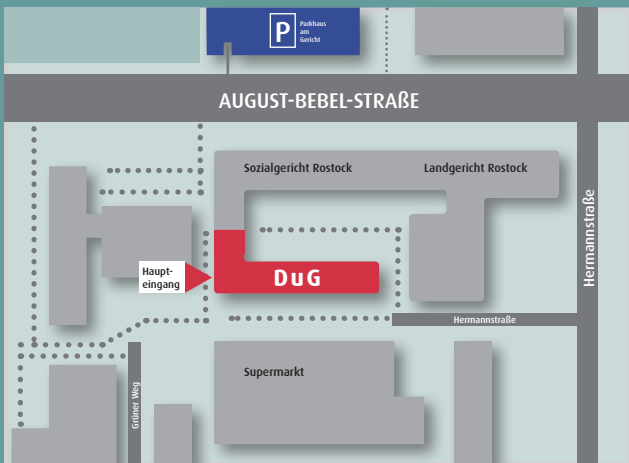 P
Parkhaus
am
Gericht
AUGUST-BEBEL-STRAßE
Sozialgericht Rostock
Landgericht Rostock
Hermannstraße
Haupt-
eingang
DuG
Hermannstraße
Grüner Weg
Supermarkt